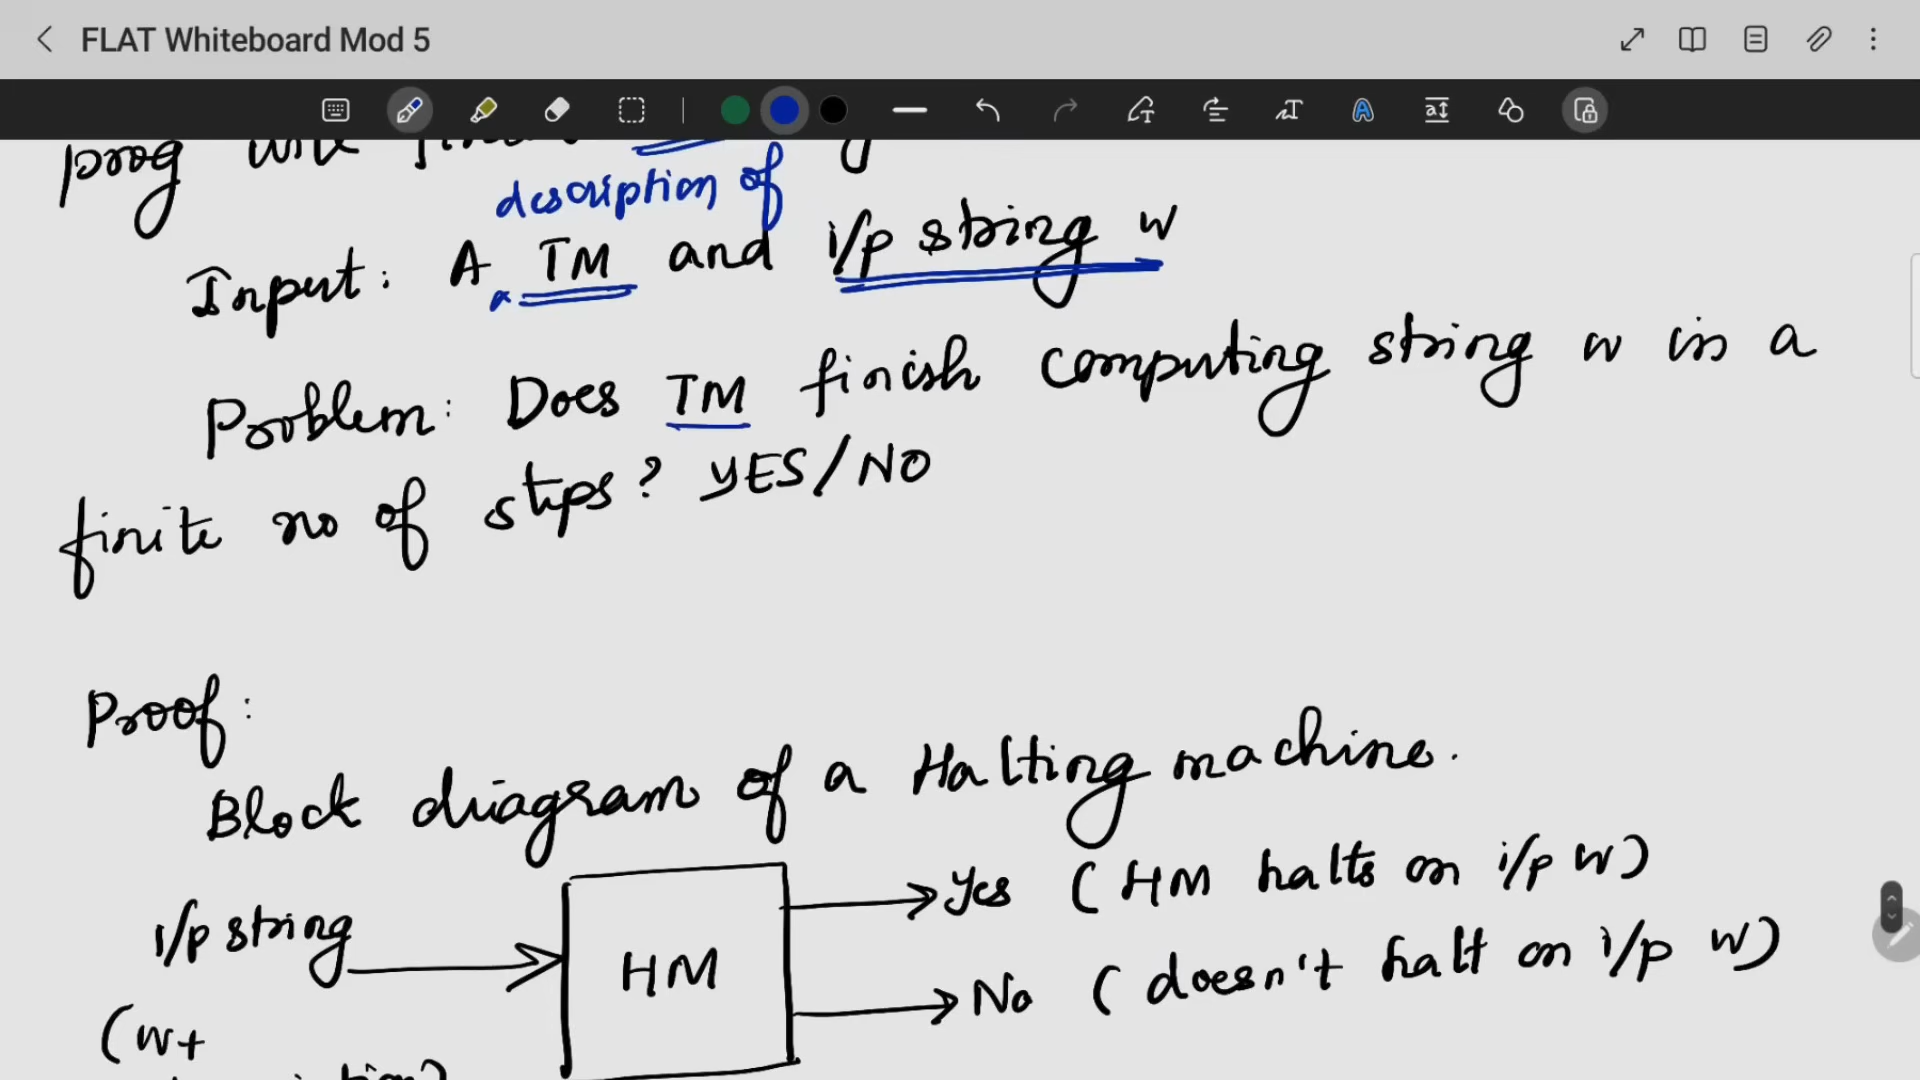 FLAT Whiteboard Mod 5
prog will
description of
Input: A TM and i/p string w
Problem: Does TM finish computing string w in a
finite no of steps? YES/NO
Proof:
Block diagram of a Halting machine.
i/p string
HM
Yes (HM halts on i/p w)
No (doesn't halt on i/p w)
(w+